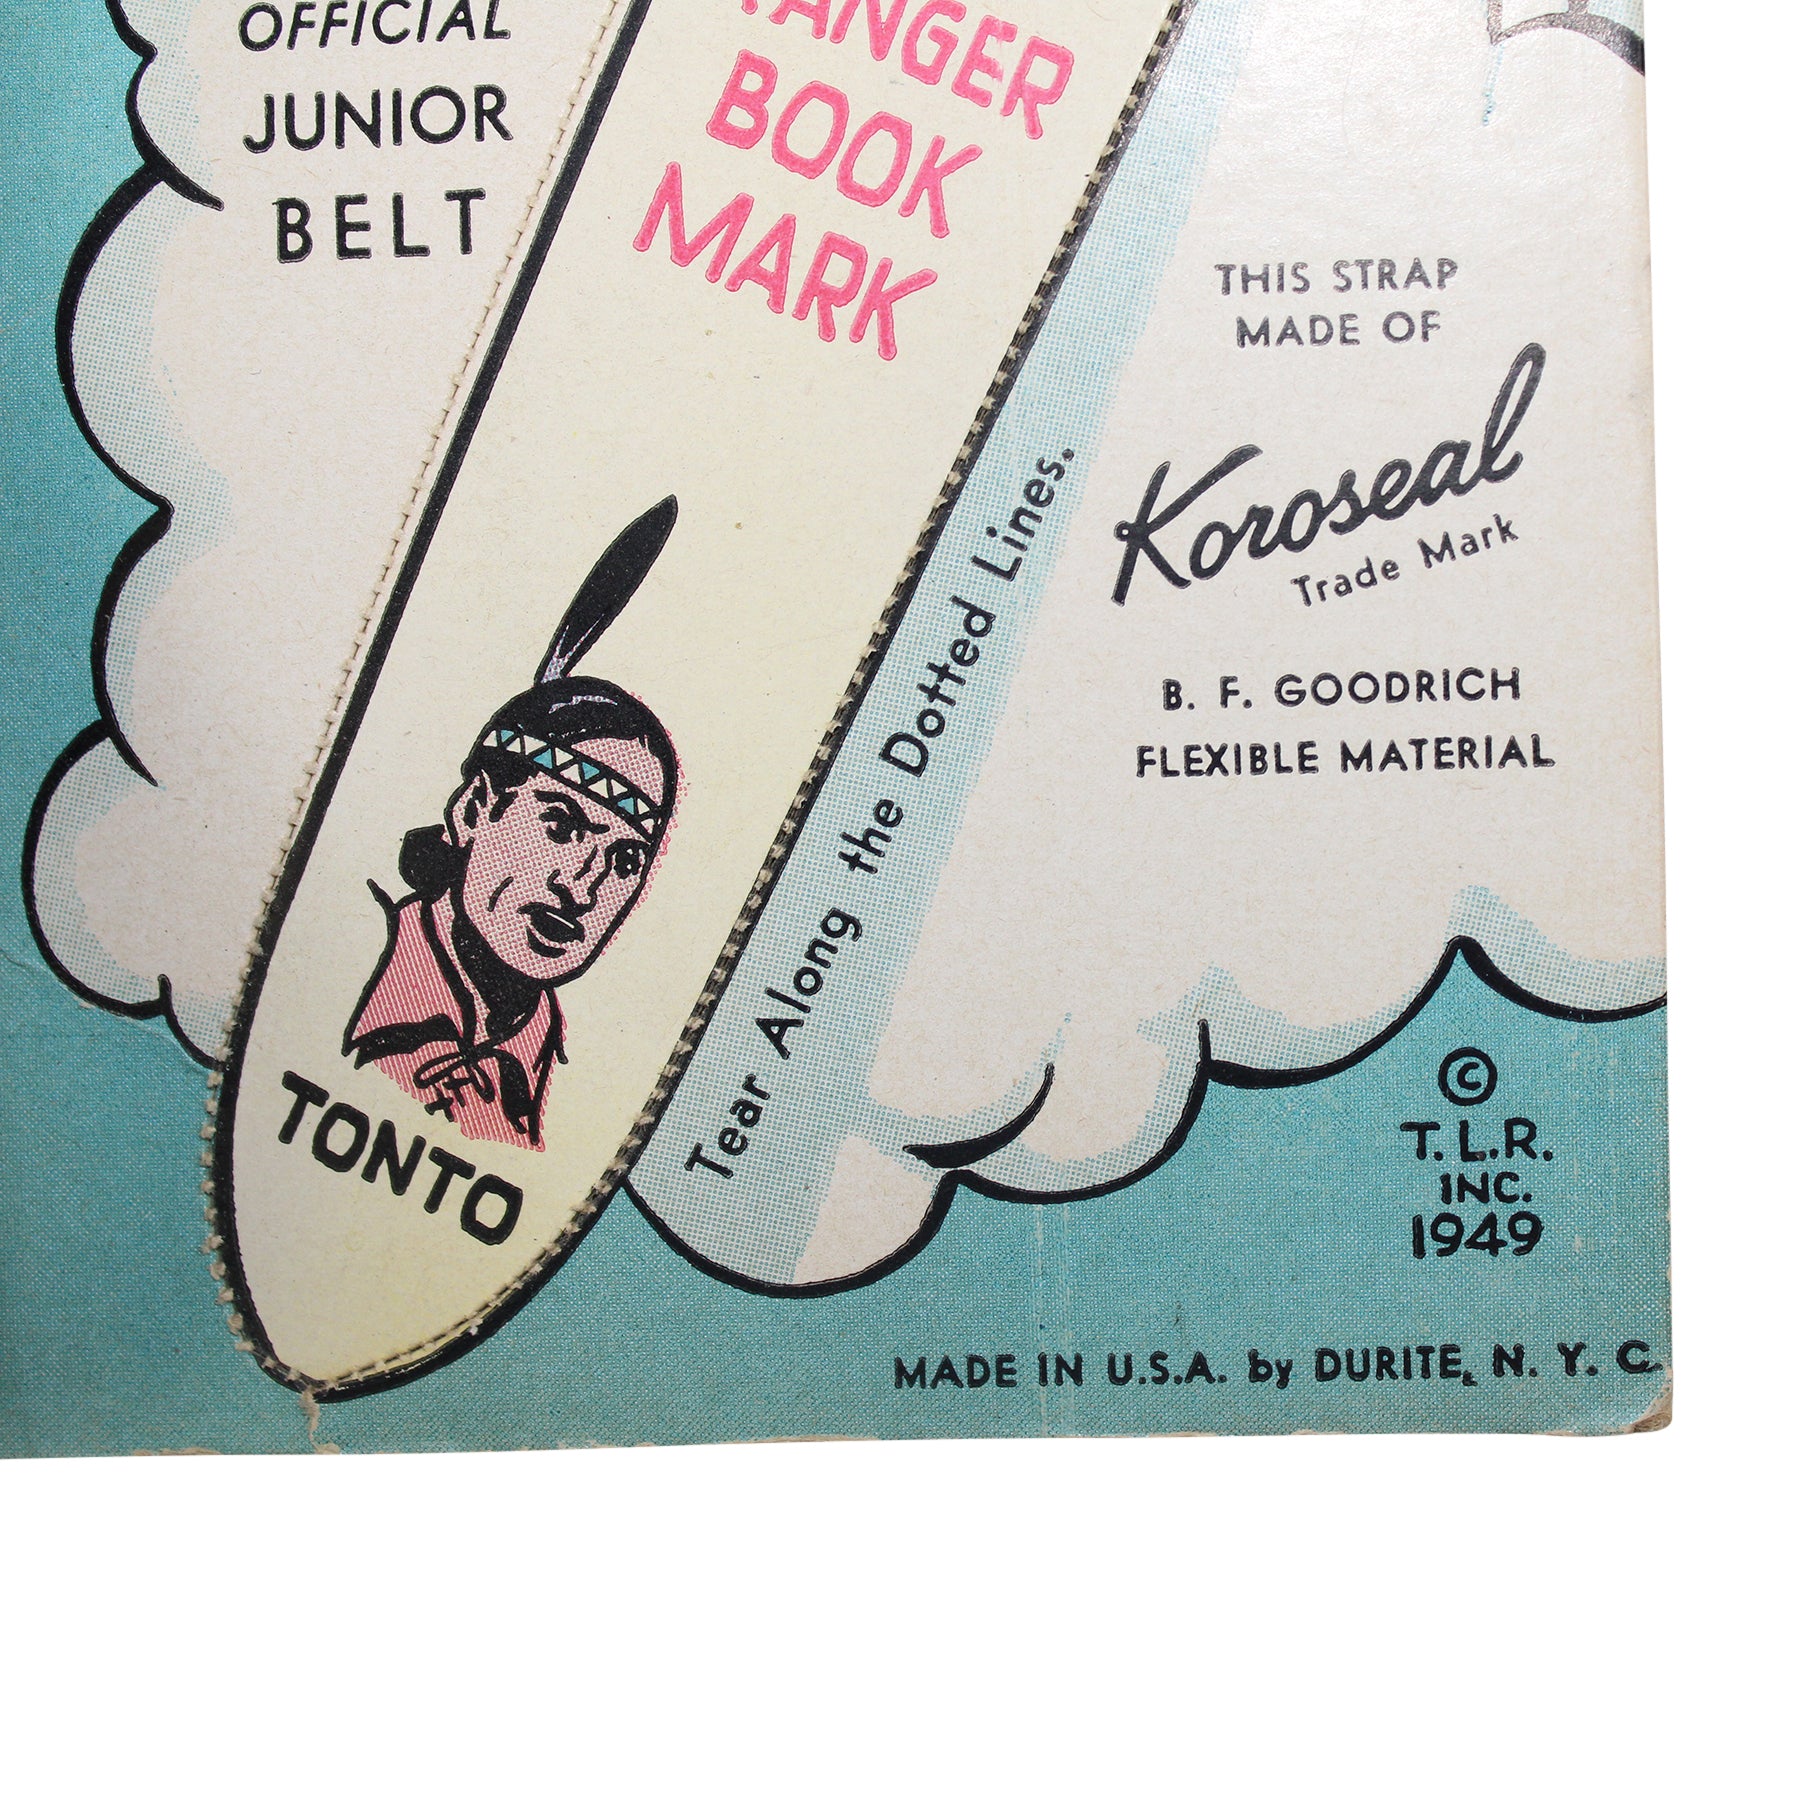 OFFICIAL
JUNIOR
BELT
BOOK
MARK
TONTO
Tear Along the Dotted Lines.
THIS STRAP
MADE OF
Koroseal
Trade Mark
B. F. GOODRICH
FLEXIBLE MATERIAL
©
T.L.R.
INC.
1949
MADE IN U.S.A. by DURITE, N. Y. C.